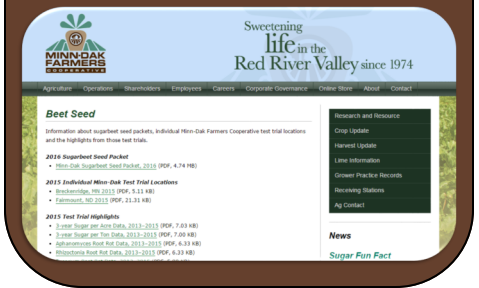 MINN-DAK
FARMERS
COOPERATIVE
Sweetening
life in the
Red River Valley since 1974
Agriculture Operations Shareholders Employees Careers Corporate Governance Online Store About Contact
Beet Seed
Information about sugarbeet seed packets, individual Minn-Dak Farmers Cooperative test trial locations
and the highlights from those test trials.
2016 Sugarbeet Seed Packet
• Minn-Dak Sugarbeet Seed Packet, 2016 (PDF, 4.74 MB)
2015 Individual Minn-Dak Test Trial Locations
• Breckenridge, MN 2015 (PDF, 5.11 KB)
• Fairmount, ND 2015 (PDF, 21.31 KB)
2015 Test Trial Highlights
• 3-year Sugar per Acre Data, 2013–2015 (PDF, 7.03 KB)
• 3-year Sugar per Ton Data, 2013–2015 (PDF, 7.00 KB)
• Aphanomyces Root Rot Data, 2013–2015 (PDF, 6.33 KB)
• Rhizoctonia Root Rot Data, 2013–2015 (PDF, 6.33 KB)
Research and Resource
Crop Update
Harvest Update
Lime Information
Grower Practice Records
Receiving Stations
Ag Contact
News
Sugar Fun Fact